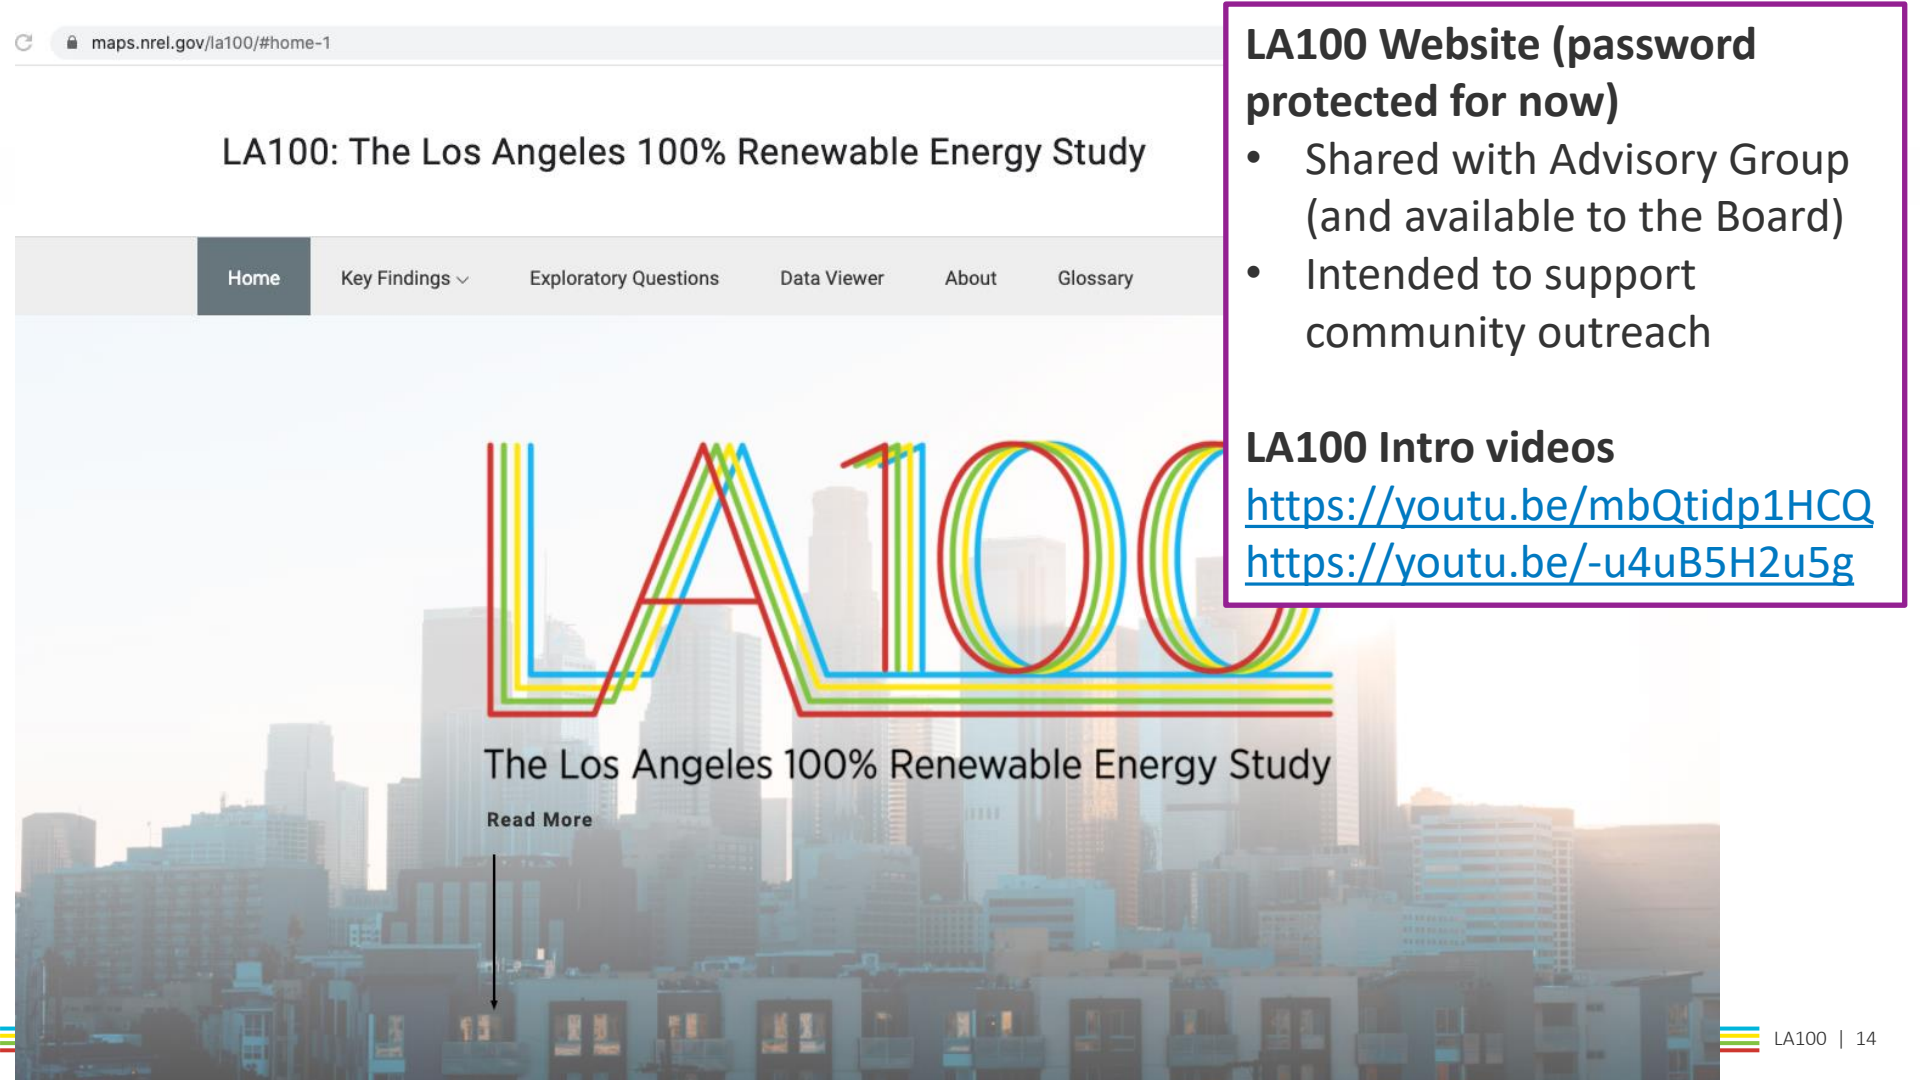 maps.nrel.gov/la100/#home-1
LA100: The Los Angeles 100% Renewable Energy Study
Home
Key Findings
Exploratory Questions
Data Viewer
About
Glossary
LA100
The Los Angeles 100% Renewable Energy Study
Read More
LA100 Website (password
protected for now)
• Shared with Advisory Group
(and available to the Board)
• Intended to support
community outreach
LA100 Intro videos
https://youtu.be/mbQtidp1HCQ
https://youtu.be/-u4uB5H2u5g
LA100 | 14